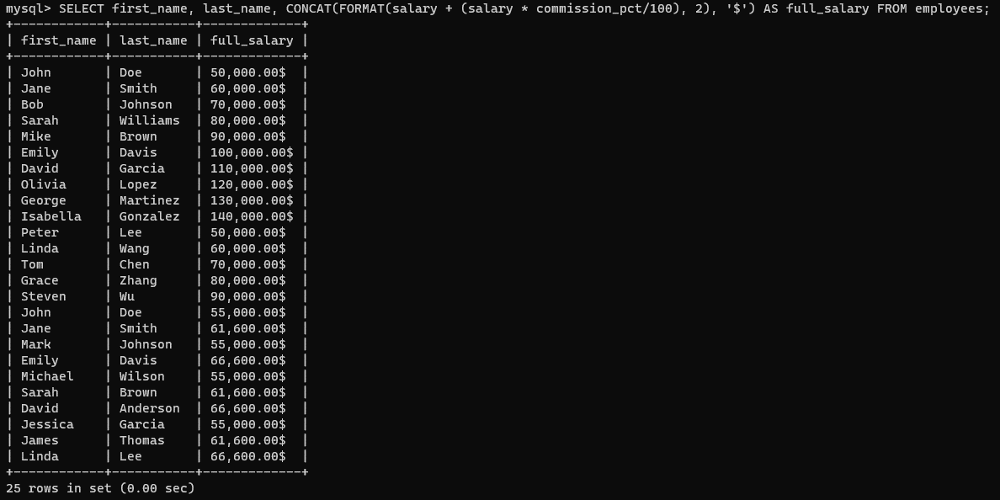 mysql> SELECT first_name, last_name, CONCAT(FORMAT(salary + (salary * commission_pct/100), 2), '$') AS full_salary FROM employees;
+------------+-----------+-------------+
| first_name | last_name | full_salary |
+------------+-----------+-------------+
| John       | Doe       | 50,000.00$  |
| Jane       | Smith     | 60,000.00$  |
| Bob        | Johnson   | 70,000.00$  |
| Sarah      | Williams  | 80,000.00$  |
| Mike       | Brown     | 90,000.00$  |
| Emily      | Davis     | 100,000.00$ |
| David      | Garcia    | 110,000.00$ |
| Olivia     | Lopez     | 120,000.00$ |
| George     | Martinez  | 130,000.00$ |
| Isabella   | Gonzalez  | 140,000.00$ |
| Peter      | Lee       | 50,000.00$  |
| Linda      | Wang      | 60,000.00$  |
| Tom        | Chen      | 70,000.00$  |
| Grace      | Zhang     | 80,000.00$  |
| Steven     | Wu        | 90,000.00$  |
| John       | Doe       | 55,000.00$  |
| Jane       | Smith     | 61,600.00$  |
| Mark       | Johnson   | 55,000.00$  |
| Emily      | Davis     | 66,600.00$  |
| Michael    | Wilson    | 55,000.00$  |
| Sarah      | Brown     | 61,600.00$  |
| David      | Anderson  | 66,600.00$  |
| Jessica    | Garcia    | 55,000.00$  |
| James      | Thomas    | 61,600.00$  |
| Linda      | Lee       | 66,600.00$  |
+------------+-----------+-------------+
25 rows in set (0.00 sec)